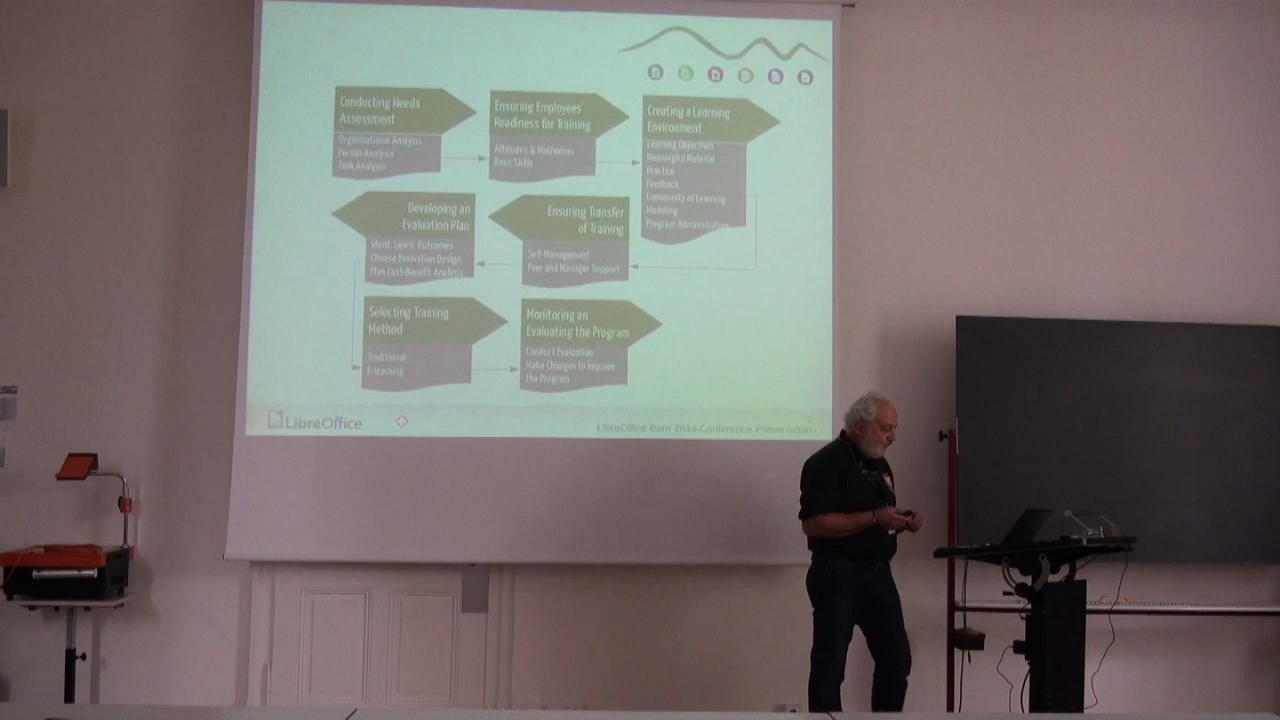 Conducting Needs
Assessment
Organizational Analysis
Person Analysis
Task Analysis
Ensuring Employees'
Readiness for Training
Attitudes & Motivation
Basic Skills
Creating a Learning
Environment
Learning Objectives
Meaningful Material
Practice
Feedback
Community of Learning
Modeling
Program Administration
Developing an
Evaluation Plan
Ident. Learn. Outcomes
Choose Evaluation Design
Plan Cost-Benefit Analysis
Ensuring Transfer
of Training
Self-Management
Peer and Manager Support
Selecting Training
Method
Traditional
E-learning
Monitoring an
Evaluating the Program
Conduct Evaluation
Make Changes to Improve
the Program
LibreOffice
LibreOffice Bern 2014 Conference Presentation